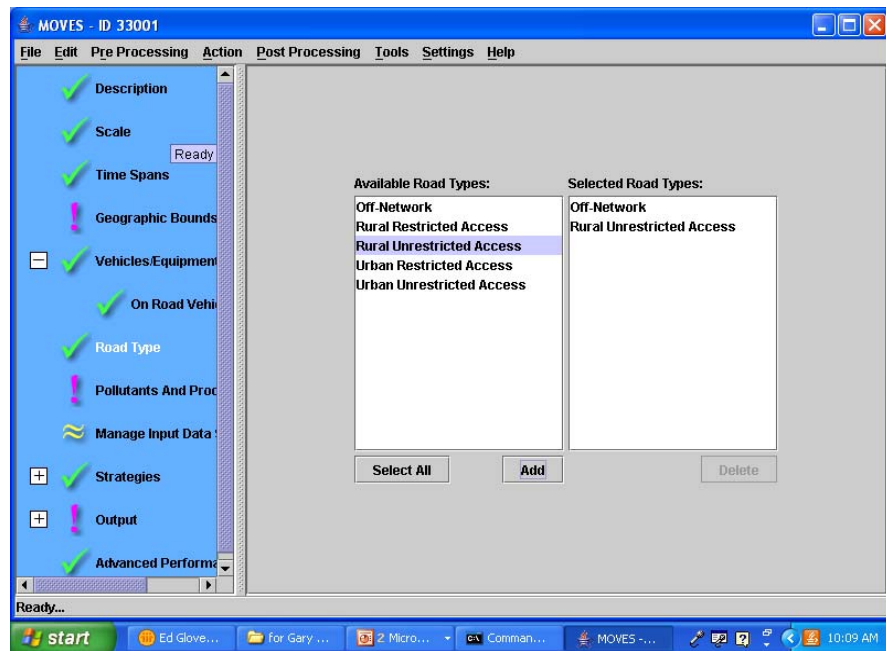 MOVES - ID 33001
File Edit Pre Processing Action Post Processing Tools Settings Help
Description
Scale
Ready
Time Spans
Geographic Bounds
Vehicles/Equipment
On Road Vehi
Road Type
Pollutants And Proc
Manage Input Data
Strategies
Output
Advanced Performa
Available Road Types:
Off-Network
Rural Restricted Access
Rural Unrestricted Access
Urban Restricted Access
Urban Unrestricted Access
Select All
Add
Selected Road Types:
Off-Network
Rural Unrestricted Access
Delete
Ready...
start
Ed Glove...
for Gary ...
2 Micro...
Comman...
MOVES -...
10:09 AM